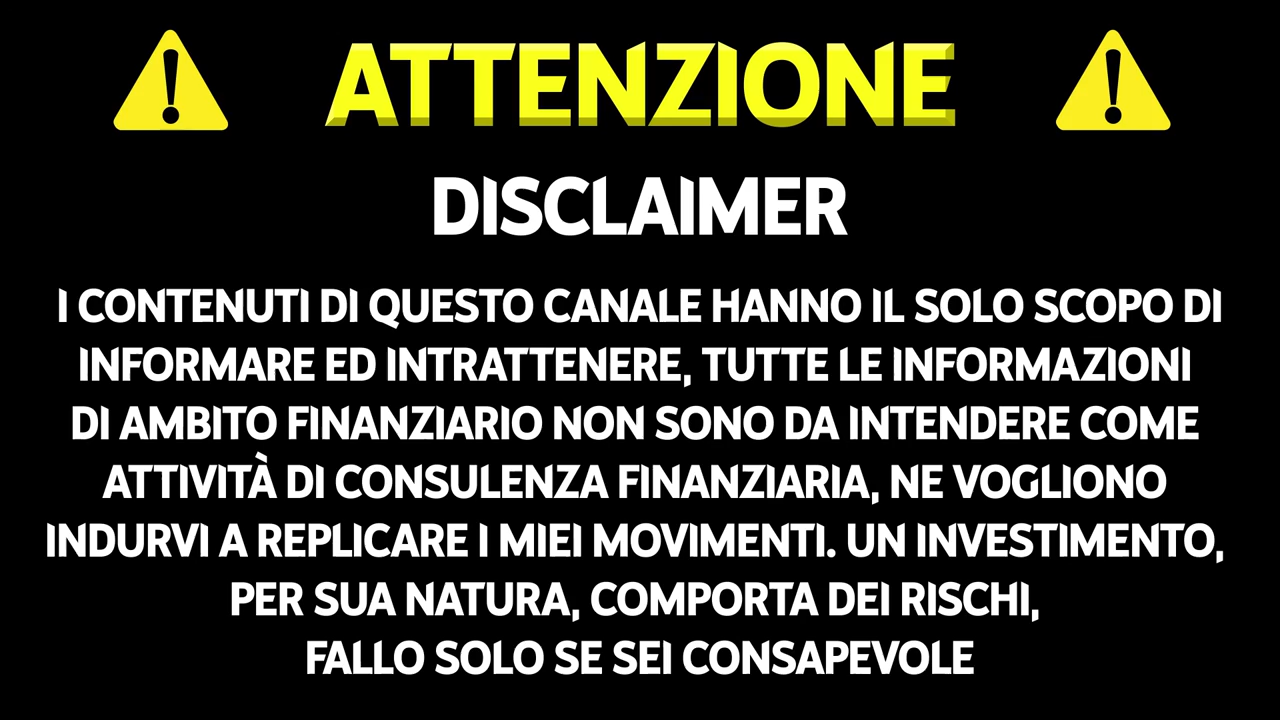 ATTENZIONE
DISCLAIMER
I CONTENUTI DI QUESTO CANALE HANNO IL SOLO SCOPO DI
INFORMARE ED INTRATTENERE, TUTTE LE INFORMAZIONI
DI AMBITO FINANZIARIO NON SONO DA INTENDERE COME
ATTIVITÀ DI CONSULENZA FINANZIARIA, NE VOGLIONO
INDURVI A REPLICARE I MIEI MOVIMENTI. UN INVESTIMENTO,
PER SUA NATURA, COMPORTA DEI RISCHI,
FALLO SOLO SE SEI CONSAPEVOLE